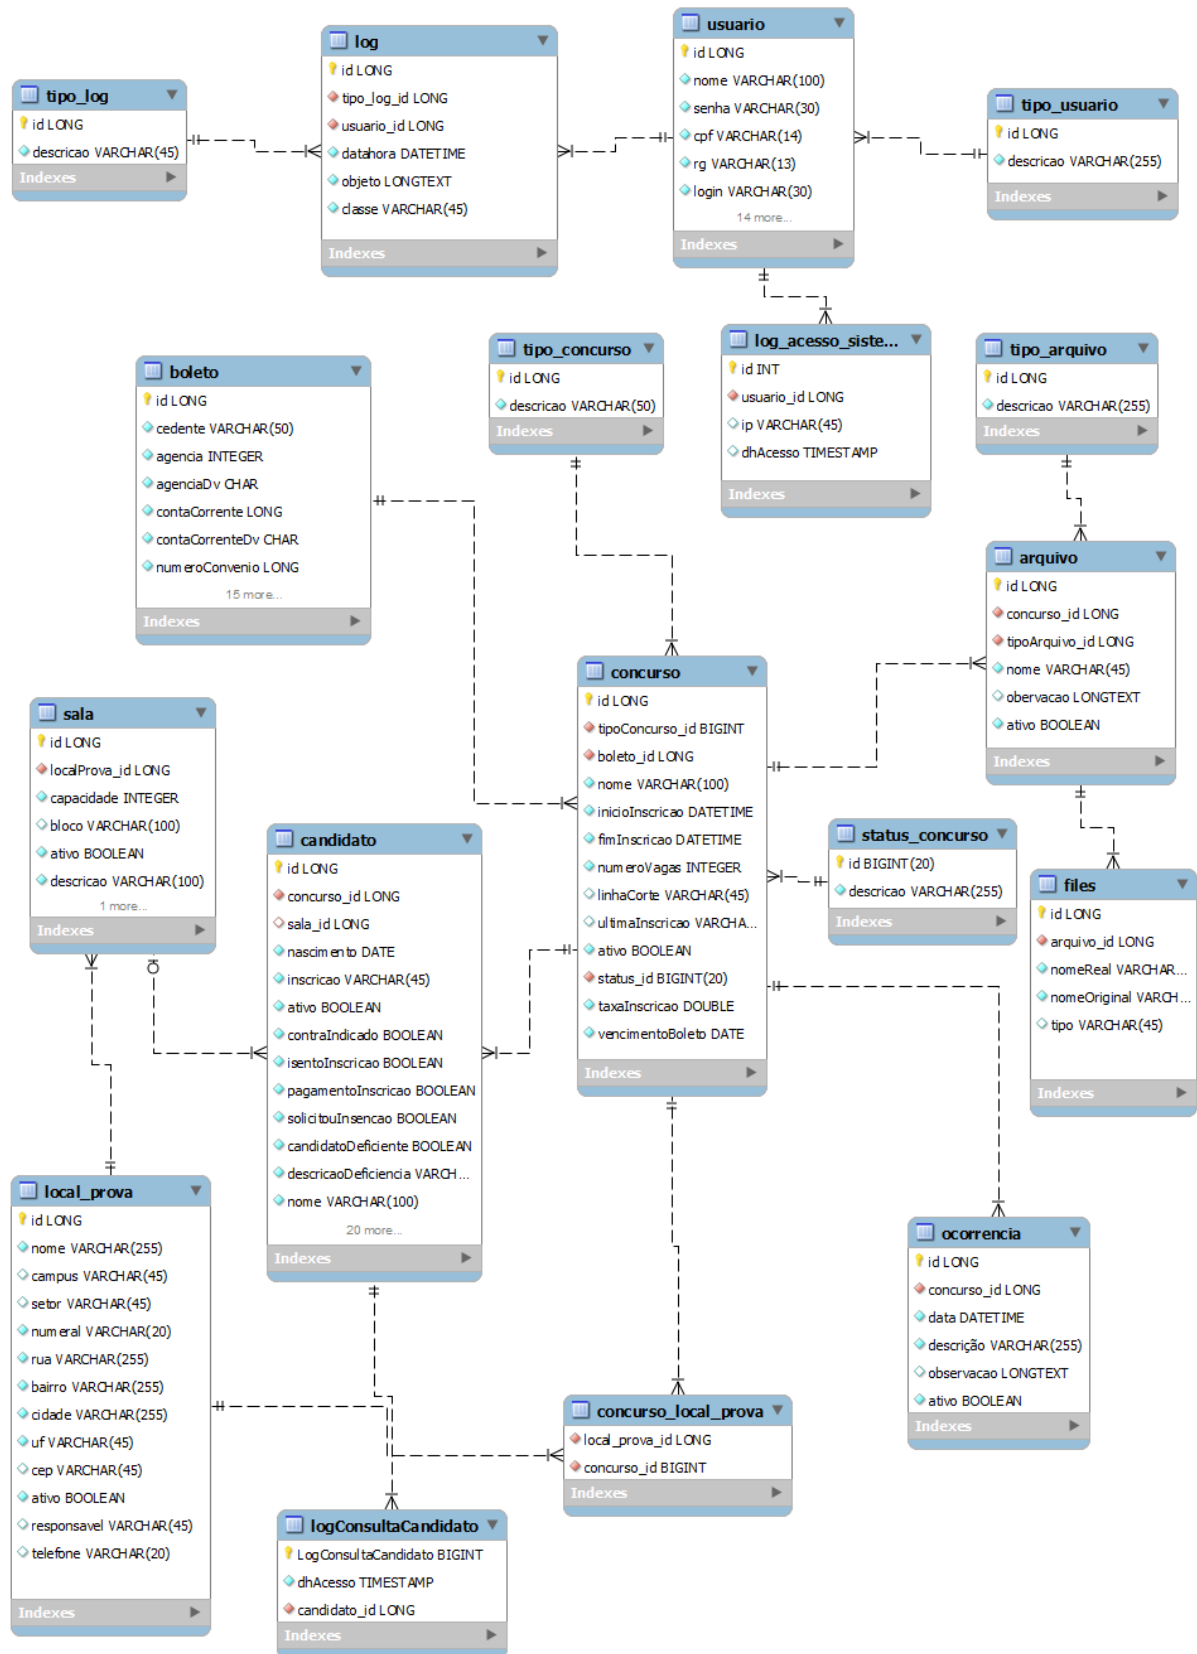 tipo_log
id LONG
descricao VARCHAR(45)
Indexes
log
id LONG
tipo_log_id LONG
usuario_id LONG
datahora DATETIME
objeto LONGTEXT
classe VARCHAR(45)
Indexes
usuario
id LONG
nome VARCHAR(100)
senha VARCHAR(30)
cpf VARCHAR(14)
rg VARCHAR(13)
login VARCHAR(30)
14 more...
Indexes
tipo_usuario
id LONG
descricao VARCHAR(255)
Indexes
boleto
id LONG
cedente VARCHAR(50)
agencia INTEGER
agenciaDv CHAR
contaCorrente LONG
contaCorrenteDv CHAR
numeroConvenio LONG
15 more...
Indexes
tipo_concurso
id LONG
descricao VARCHAR(50)
Indexes
log_acesso_siste...
id INT
usuario_id LONG
ip VARCHAR(45)
dhAcesso TIMESTAMP
Indexes
tipo_arquivo
id LONG
descricao VARCHAR(255)
Indexes
arquivo
id LONG
concurso_id LONG
tipoArquivo_id LONG
nome VARCHAR(45)
obervacao LONGTEXT
ativo BOOLEAN
Indexes
sala
id LONG
localProva_id LONG
capacidade INTEGER
bloco VARCHAR(100)
ativo BOOLEAN
descricao VARCHAR(100)
1 more...
Indexes
candidato
id LONG
concurso_id LONG
sala_id LONG
nascimento DATE
inscricao VARCHAR(45)
ativo BOOLEAN
contraIndicado BOOLEAN
isentoInscricao BOOLEAN
pagamentoInscricao BOOLEAN
solicitouInsencao BOOLEAN
candidatoDeficiente BOOLEAN
descricaoDeficiencia VARCH...
nome VARCHAR(100)
20 more...
Indexes
concurso
id LONG
tipoConcurso_id BIGINT
boleto_id LONG
nome VARCHAR(100)
inicioInscricao DATETIME
fimInscricao DATETIME
numeroVagas INTEGER
linhaCorte VARCHAR(45)
ultimaInscricao VARCHA...
ativo BOOLEAN
status_id BIGINT(20)
taxaInscricao DOUBLE
vencimentoBoleto DATE
Indexes
status_concurso
id BIGINT(20)
descricao VARCHAR(255)
Indexes
files
id LONG
arquivo_id LONG
nomeReal VARCHAR...
nomeOriginal VARCH...
tipo VARCHAR(45)
Indexes
local_prova
id LONG
nome VARCHAR(255)
campus VARCHAR(45)
setor VARCHAR(45)
numeral VARCHAR(20)
rua VARCHAR(255)
bairro VARCHAR(255)
cidade VARCHAR(255)
uf VARCHAR(45)
cep VARCHAR(45)
ativo BOOLEAN
responsavel VARCHAR(45)
telefone VARCHAR(20)
Indexes
ocorrencia
id LONG
concurso_id LONG
data DATETIME
descrição VARCHAR(255)
observacao LONGTEXT
ativo BOOLEAN
Indexes
concurso_local_prova
local_prova_id LONG
concurso_id BIGINT
Indexes
logConsultaCandidato
LogConsultaCandidato BIGINT
dhAcesso TIMESTAMP
candidato_id LONG
Indexes